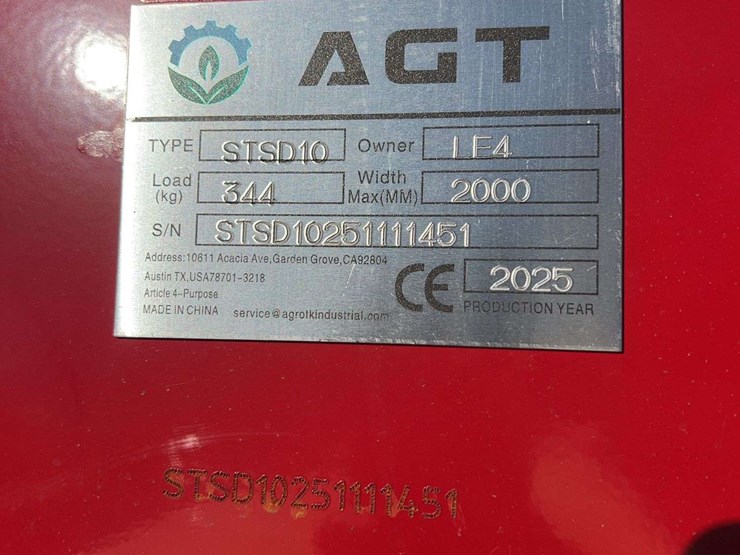 AGT
TYPE STSD10 Owner LE4
Load (kg) 344 Width Max(MM) 2000
S/N STSD10251111451
Address:10611 Acacia Ave,Garden Grove,CA92804
Austin TX,USA78701-3218
Article 4-Purpose
MADE IN CHINA service@agrotkindustrial.com
CE 2025
PRODUCTION YEAR
STSD10251111451